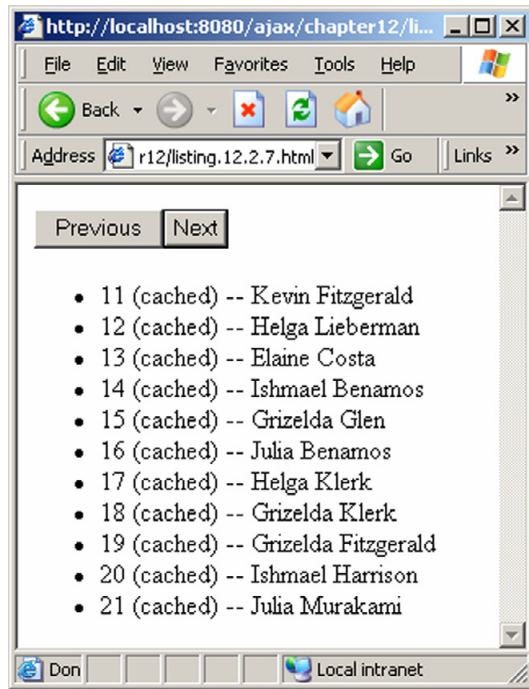 http://localhost:8080/ajax/chapter12/li...
File Edit View Favorites Tools Help
Back »
Address r12/listing.12.2.7.html Go Links »
Previous Next
• 11 (cached) -- Kevin Fitzgerald
• 12 (cached) -- Helga Lieberman
• 13 (cached) -- Elaine Costa
• 14 (cached) -- Ishmael Benamos
• 15 (cached) -- Grizelda Glen
• 16 (cached) -- Julia Benamos
• 17 (cached) -- Helga Klerk
• 18 (cached) -- Grizelda Klerk
• 19 (cached) -- Grizelda Fitzgerald
• 20 (cached) -- Ishmael Harrison
• 21 (cached) -- Julia Murakami
Don Local intranet